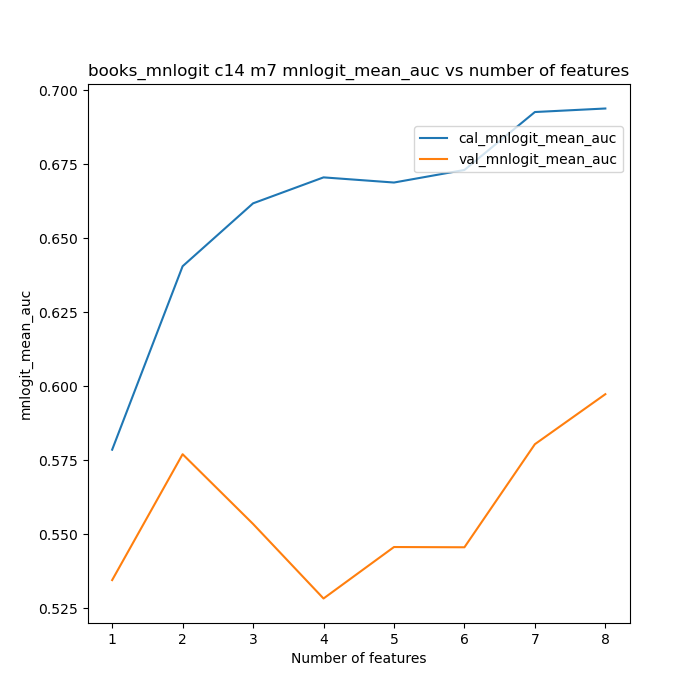 books_mnlogit c14 m7 mnlogit_mean_auc vs number of features
0.700
0.675
0.650
0.625
0.600
0.575
0.550
0.525
mnlogit_mean_auc
cal_mnlogit_mean_auc
val_mnlogit_mean_auc
1 2 3 4 5 6 7 8
Number of features